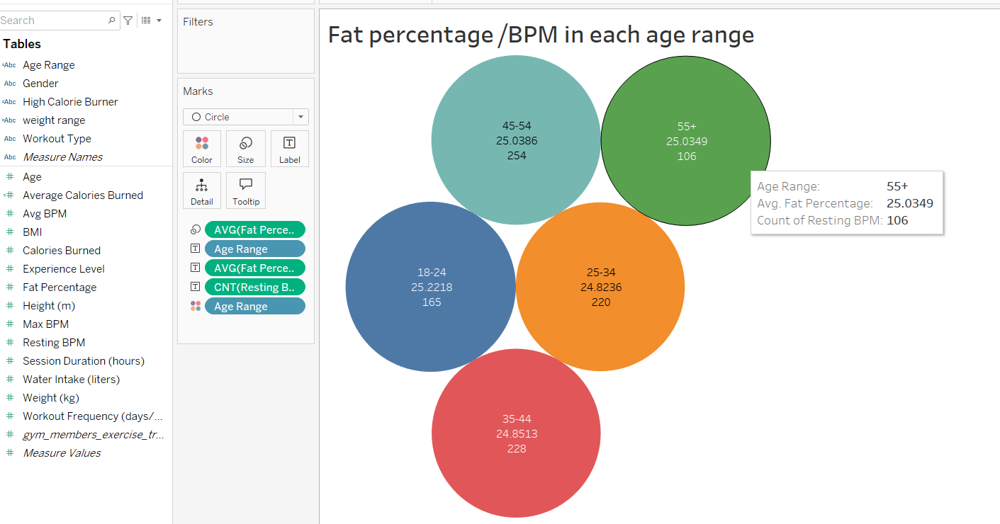 Search
Tables
=Abc Age Range
Abc Gender
=Abc High Calorie Burner
=Abc weight range
Abc Workout Type
Abc Measure Names
# Age
=# Average Calories Burned
# Avg BPM
# BMI
# Calories Burned
# Experience Level
# Fat Percentage
# Height (m)
# Max BPM
# Resting BPM
# Session Duration (hours)
# Water Intake (liters)
# Weight (kg)
# Workout Frequency (days/...
# gym_members_exercise_tr...
# Measure Values
Filters
Marks
Circle
Color
Size
T
Label
Detail
Tooltip
AVG(Fat Perce..
T Age Range
T AVG(Fat Perce..
T CNT(Resting B..
Age Range
Fat percentage /BPM in each age range
45-54
25.0386
254
55+
25.0349
106
Age Range: 55+
Avg. Fat Percentage: 25.0349
Count of Resting BPM: 106
18-24
25.2218
165
25-34
24.8236
220
35-44
24.8513
228